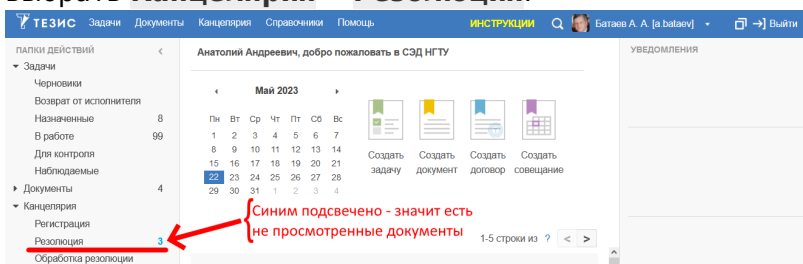 выбрать Канцелярия – Резолюции.
ТЕЗИС Задачи Документы Канцелярия Справочники Помощь ИНСТРУКЦИИ Батаев А. А. [a.bataev] Выйти
ПАПКИ ДЕЙСТВИЙ <
Задачи
Черновики
Возврат от исполнителя
Назначенные 8
В работе 99
Для контроля
Наблюдаемые
Документы 4
Канцелярия
Регистрация
Резолюция 3
Обработка резолюции
Анатолий Андреевич, добро пожаловать в СЭД НГТУ
Май 2023
Пн Вт Ср Чт Пт Сб Вс
1 2 3 4 5 6 7
8 9 10 11 12 13 14
15 16 17 18 19 20 21
22 23 24 25 26 27 28
29 30 31 1 2 3 4
Создать задачу
Создать документ
Создать договор
Создать совещание
Синим подсвечено - значит есть
не просмотренные документы
1-5 строки из ? < >
УВЕДОМЛЕНИЯ